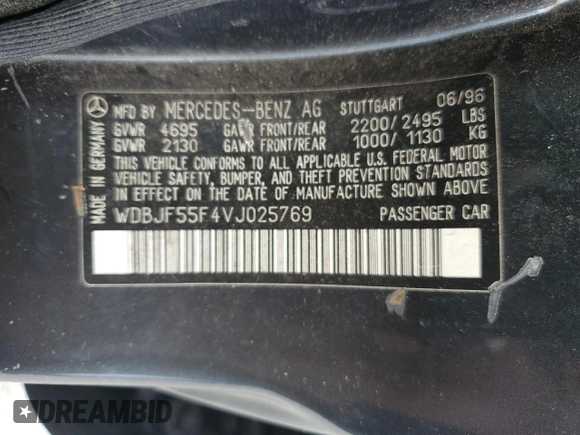 MFD BY MERCEDES-BENZ AG STUTTGART 06/96
GVWR 4695 GAWR FRONT/REAR 2200/2495 LBS
GVWR 2130 GAWR FRONT/REAR 1000/1130 KG
THIS VEHICLE CONFORMS TO ALL APPLICABLE U.S. FEDERAL MOTOR
VEHICLE SAFETY, BUMPER, AND THEFT PREVENTION STANDARDS
IN EFFECT ON THE DATE OF MANUFACTURE SHOWN ABOVE
WDBJF55F4VJ025769 PASSENGER CAR
MADE IN GERMANY
DREAMBID